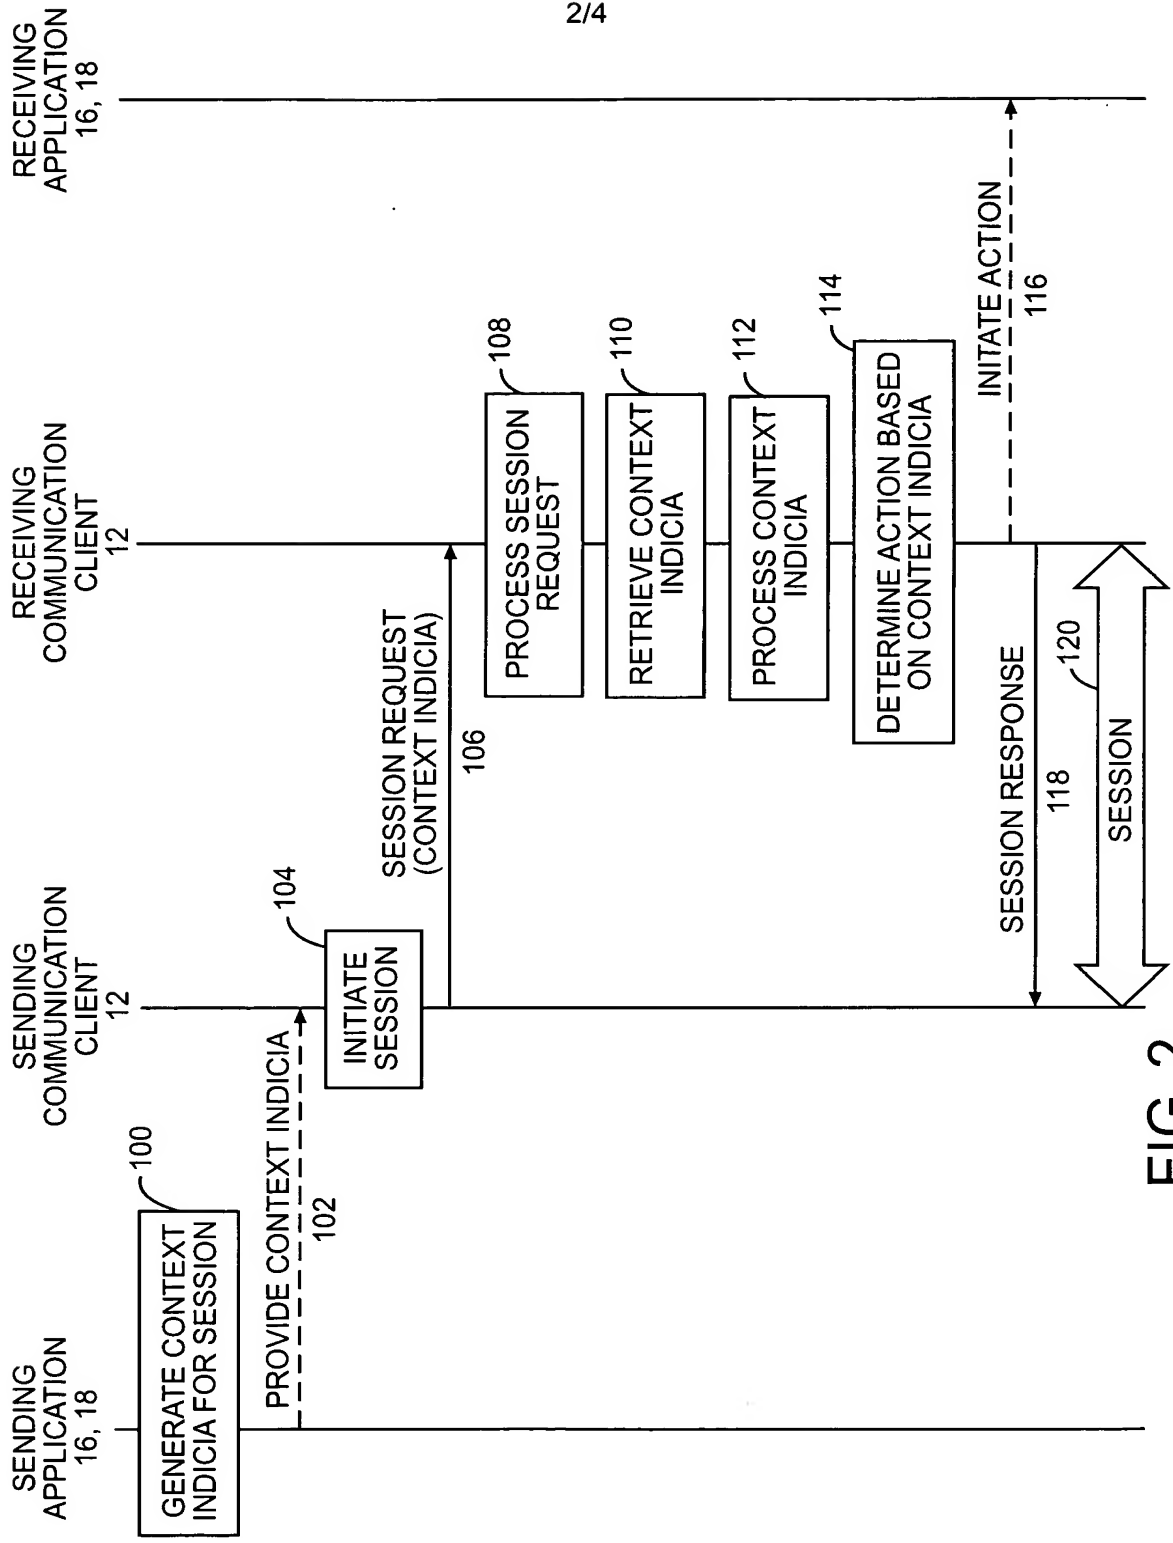 2/4
SENDING
APPLICATION
16, 18
SENDING
COMMUNICATION
CLIENT
12
RECEIVING
COMMUNICATION
CLIENT
12
RECEIVING
APPLICATION
16, 18
GENERATE CONTEXT
INDICIA FOR SESSION
100
PROVIDE CONTEXT INDICIA
102
INITIATE
SESSION
104
SESSION REQUEST
(CONTEXT INDICIA)
106
PROCESS SESSION
REQUEST
108
RETRIEVE CONTEXT
INDICIA
110
PROCESS CONTEXT
INDICIA
112
DETERMINE ACTION BASED
ON CONTEXT INDICIA
114
INITATE ACTION
116
SESSION RESPONSE
118
SESSION
120
FIG. 2